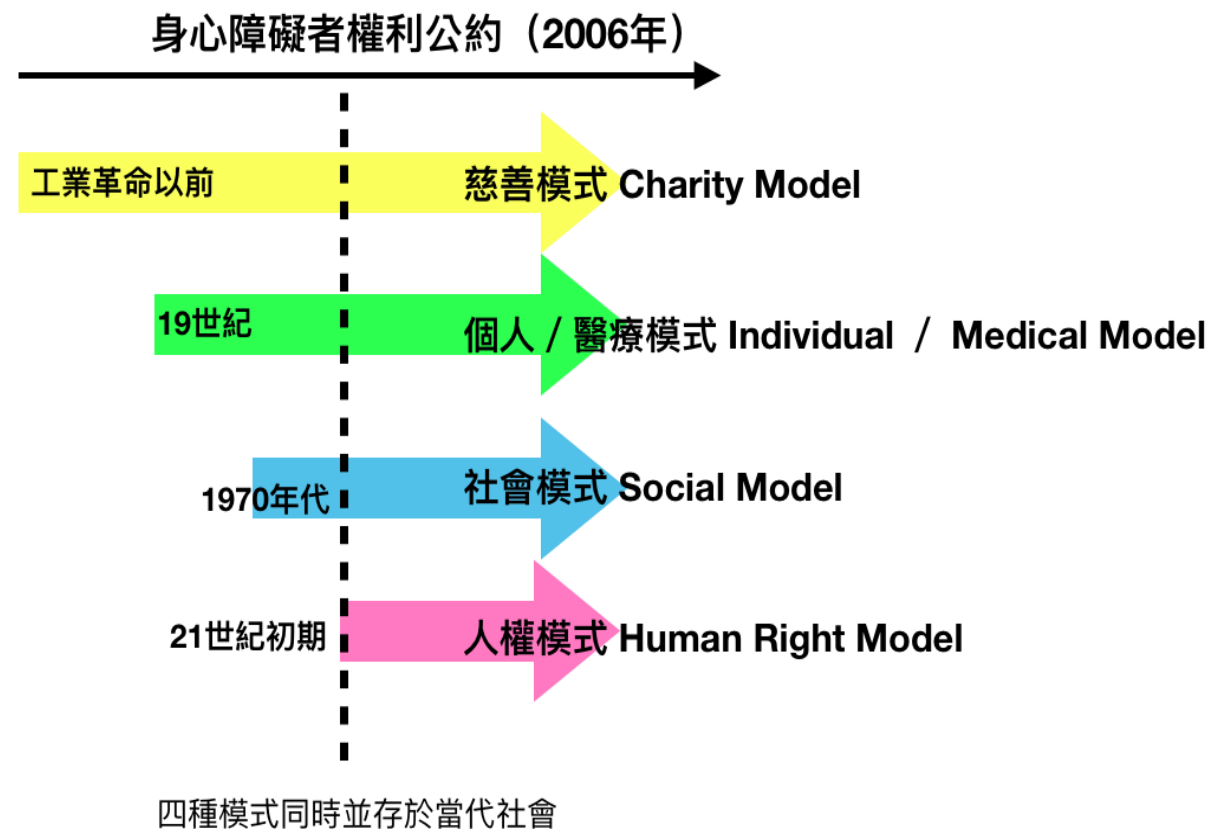 身心障礙者權利公約（2006年）
工業革命以前
慈善模式 Charity Model
19世紀
個人 / 醫療模式 Individual / Medical Model
1970年代
社會模式 Social Model
21世紀初期
人權模式 Human Right Model
四種模式同時並存於當代社會